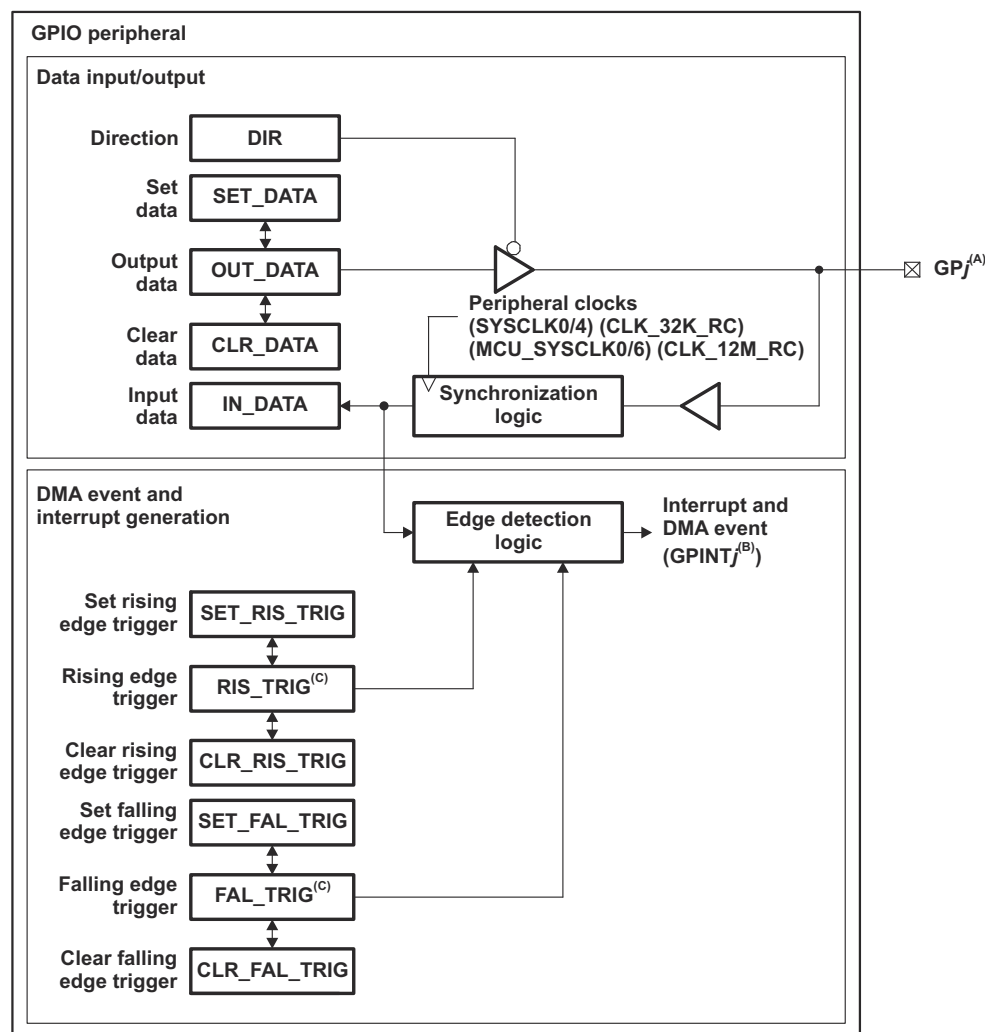 GPIO peripheral
Data input/output
Direction
DIR
Set
data
SET_DATA
Output
data
OUT_DATA
GPj(A)
Peripheral clocks
(SYSCLK0/4) (CLK_32K_RC)
(MCU_SYSCLK0/6) (CLK_12M_RC)
Clear
data
CLR_DATA
Input
data
IN_DATA
Synchronization
logic
DMA event and
interrupt generation
Edge detection
logic
Interrupt and
DMA event
(GPINTj(B))
Set rising
edge trigger
SET_RIS_TRIG
Rising edge
trigger
RIS_TRIG(C)
Clear rising
edge trigger
CLR_RIS_TRIG
Set falling
edge trigger
SET_FAL_TRIG
Falling edge
trigger
FAL_TRIG(C)
Clear falling
edge trigger
CLR_FAL_TRIG